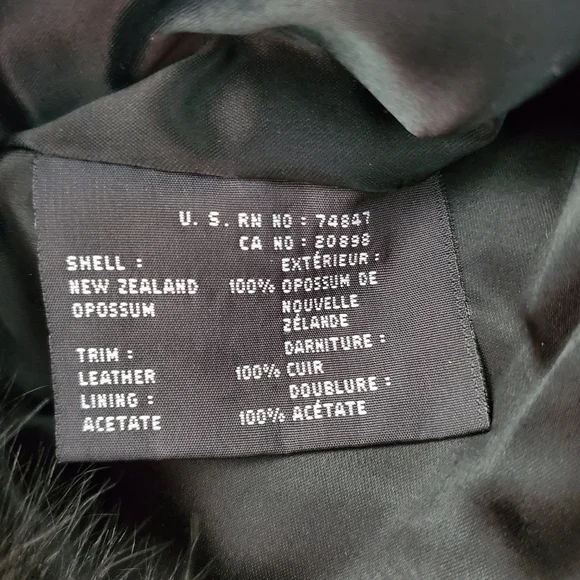 U. S. RN NO : 74847
CA NO : 20898
SHELL : EXTÉRIEUR :
NEW ZEALAND 100% OPOSSUM DE
OPOSSUM NOUVELLE
ZÉLANDE
TRIM : DARNITURE :
LEATHER 100% CUIR
LINING : DOUBLURE :
ACETATE 100% ACÉTATE